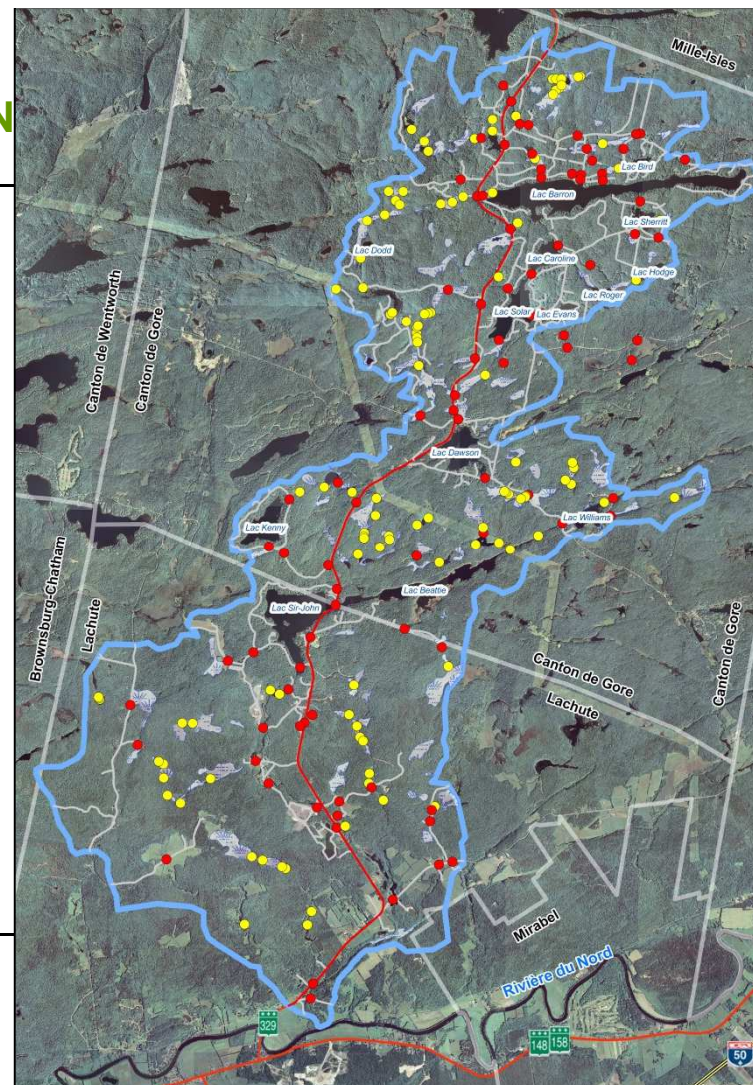 N
Mille-Isles
Lac Bird
Lac Barron
Lac Sherritt
Lac Dodd
Lac Caroline
Lac Hodge
Lac Roger
Lac Solar
Lac Evans
Canton de Wentworth
Canton de Gore
Lac Dawson
Lac Williams
Lac Kenny
Lac Beattie
Lac Sir-John
Brownsburg-Chatham
Lachute
Canton de Gore
Lachute
Canton de Gore
Mirabel
Rivière du Nord
329
148
158
50